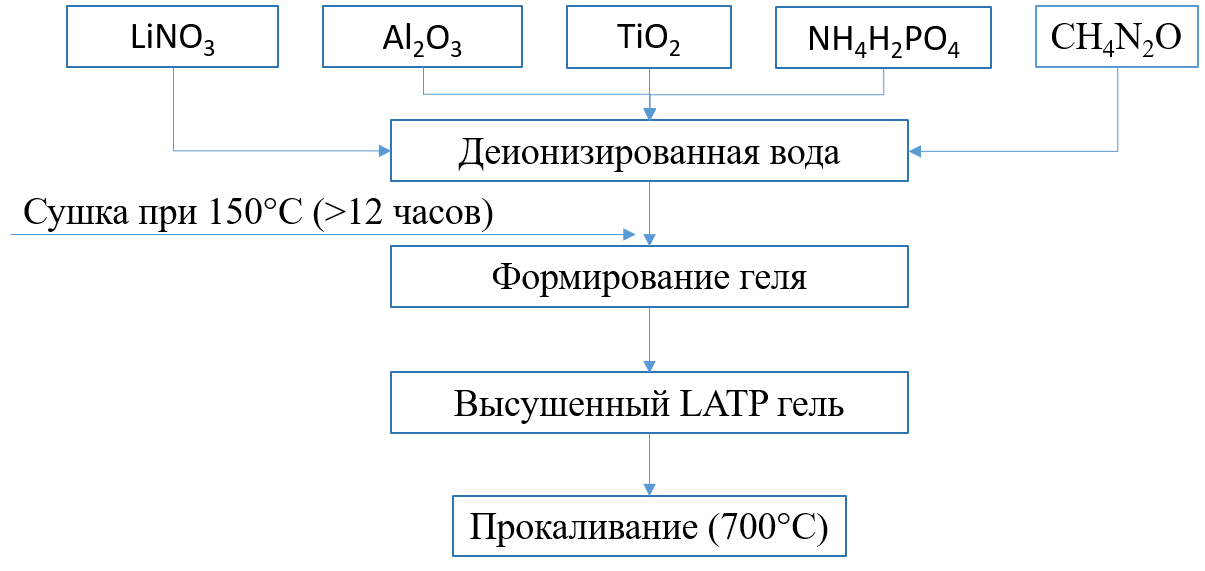 LiNO₃
Al₂O₃
TiO₂
NH₄H₂PO₄
CH₄N₂O
Деионизированная вода
Сушка при 150°C (>12 часов)
Формирование геля
Высушенный LATP гель
Прокаливание (700°C)